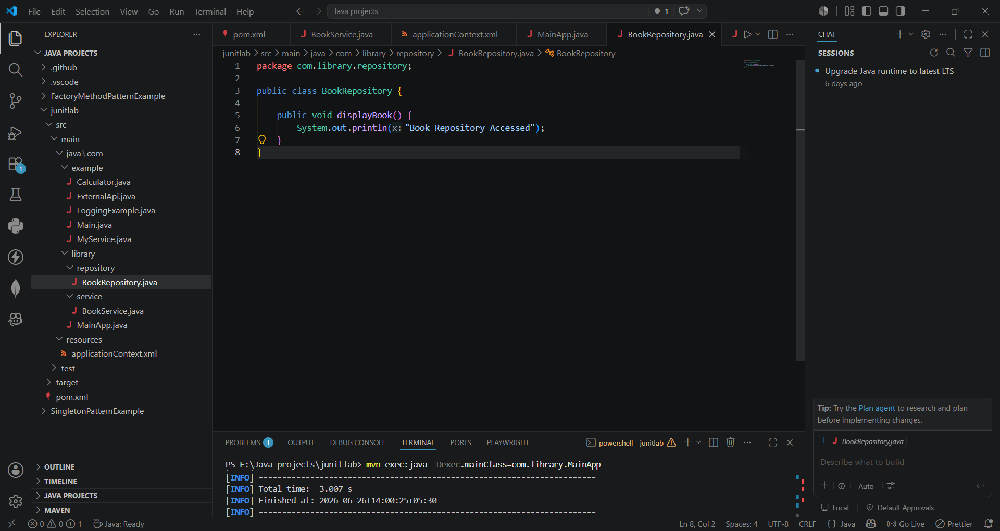 File Edit Selection View Go Run Terminal Help
Java projects
1
EXPLORER
JAVA PROJECTS
.github
.vscode
FactoryMethodPatternExample
junitlab
src
main
java\com
example
Calculator.java
ExternalApi.java
LoggingExample.java
Main.java
MyService.java
library
repository
BookRepository.java
service
BookService.java
MainApp.java
resources
applicationContext.xml
test
target
pom.xml
SingletonPatternExample
OUTLINE
TIMELINE
JAVA PROJECTS
MAVEN
1
pom.xml
BookService.java
applicationContext.xml
MainApp.java
BookRepository.java
junitlab > src > main > java > com > library > repository > BookRepository.java > BookRepository
1 package com.library.repository;
2
3 public class BookRepository {
4
5 public void displayBook() {
6 System.out.println(x: "Book Repository Accessed");
7 }
8 }
PROBLEMS 1 OUTPUT DEBUG CONSOLE TERMINAL PORTS PLAYWRIGHT
powershell - junitlab
PS E:\Java projects\junitlab> mvn exec:java -Dexec.mainClass=com.library.MainApp
[INFO] ------------------------------------------------------------------------
[INFO] Total time:  3.007 s
[INFO] Finished at: 2026-06-26T14:00:25+05:30
[INFO] ------------------------------------------------------------------------
CHAT
SESSIONS
Upgrade Java runtime to latest LTS
6 days ago
Tip: Try the Plan agent to research and plan
before implementing changes.
BookRepository.java
Describe what to build
Auto
Local
Default Approvals
0 0 1
Java: Ready
Ln 8, Col 2
Spaces: 4
UTF-8
CRLF
{ } Java
Go Live
Prettier